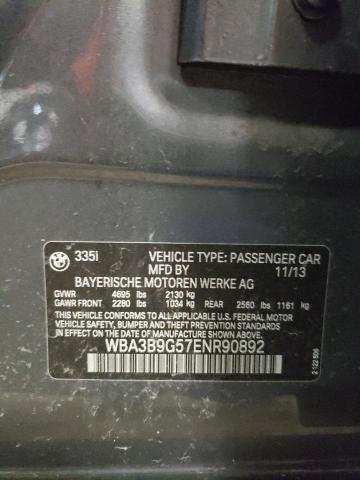 335i VEHICLE TYPE: PASSENGER CAR
MFD BY 11/13
BAYERISCHE MOTOREN WERKE AG
GVWR 4695 lbs 2130 kg
GAWR FRONT 2280 lbs 1034 kg REAR 2560 lbs 1161 kg
THIS VEHICLE CONFORMS TO ALL APPLICABLE U.S. FEDERAL MOTOR
VEHICLE SAFETY, BUMPER, AND THEFT PREVENTION STANDARDS
IN EFFECT ON THE DATE OF MANUFACTURE SHOWN ABOVE.
WBA3B9G57ENR90892